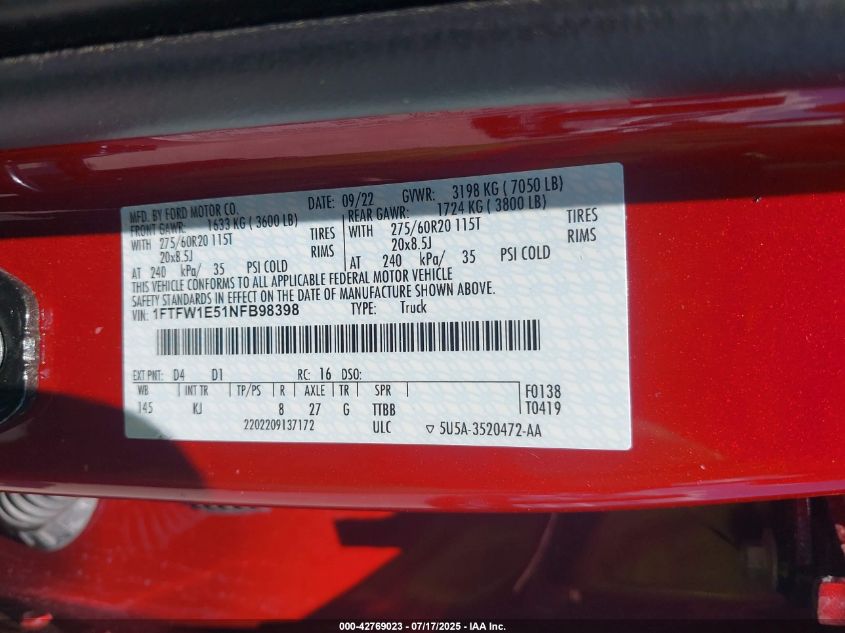 MFD. BY FORD MOTOR CO.
DATE: 09/22 GVWR: 3198 KG ( 7050 LB)
FRONT GAWR: 1633 KG ( 3600 LB)
WITH 275/60R20 115T TIRES
20x8.5J RIMS
AT 240 kPa/ 35 PSI COLD
REAR GAWR: 1724 KG ( 3800 LB)
WITH 275/60R20 115T TIRES
20x8.5J RIMS
AT 240 kPa/ 35 PSI COLD
THIS VEHICLE CONFORMS TO ALL APPLICABLE FEDERAL MOTOR VEHICLE
SAFETY STANDARDS IN EFFECT ON THE DATE OF MANUFACTURE SHOWN ABOVE.
VIN: 1FTFW1E51NFB98398 TYPE: Truck
EXT PNT: D4 D1 RC: 16 DSO:
WB INT TR TP/PS R AXLE TR SPR F0138
145 KJ 8 27 G TTBB T0419
2202209137172 ULC ▽ 5U5A-3520472-AA
000-42769023 / 07/17/2025 - IAA Inc.